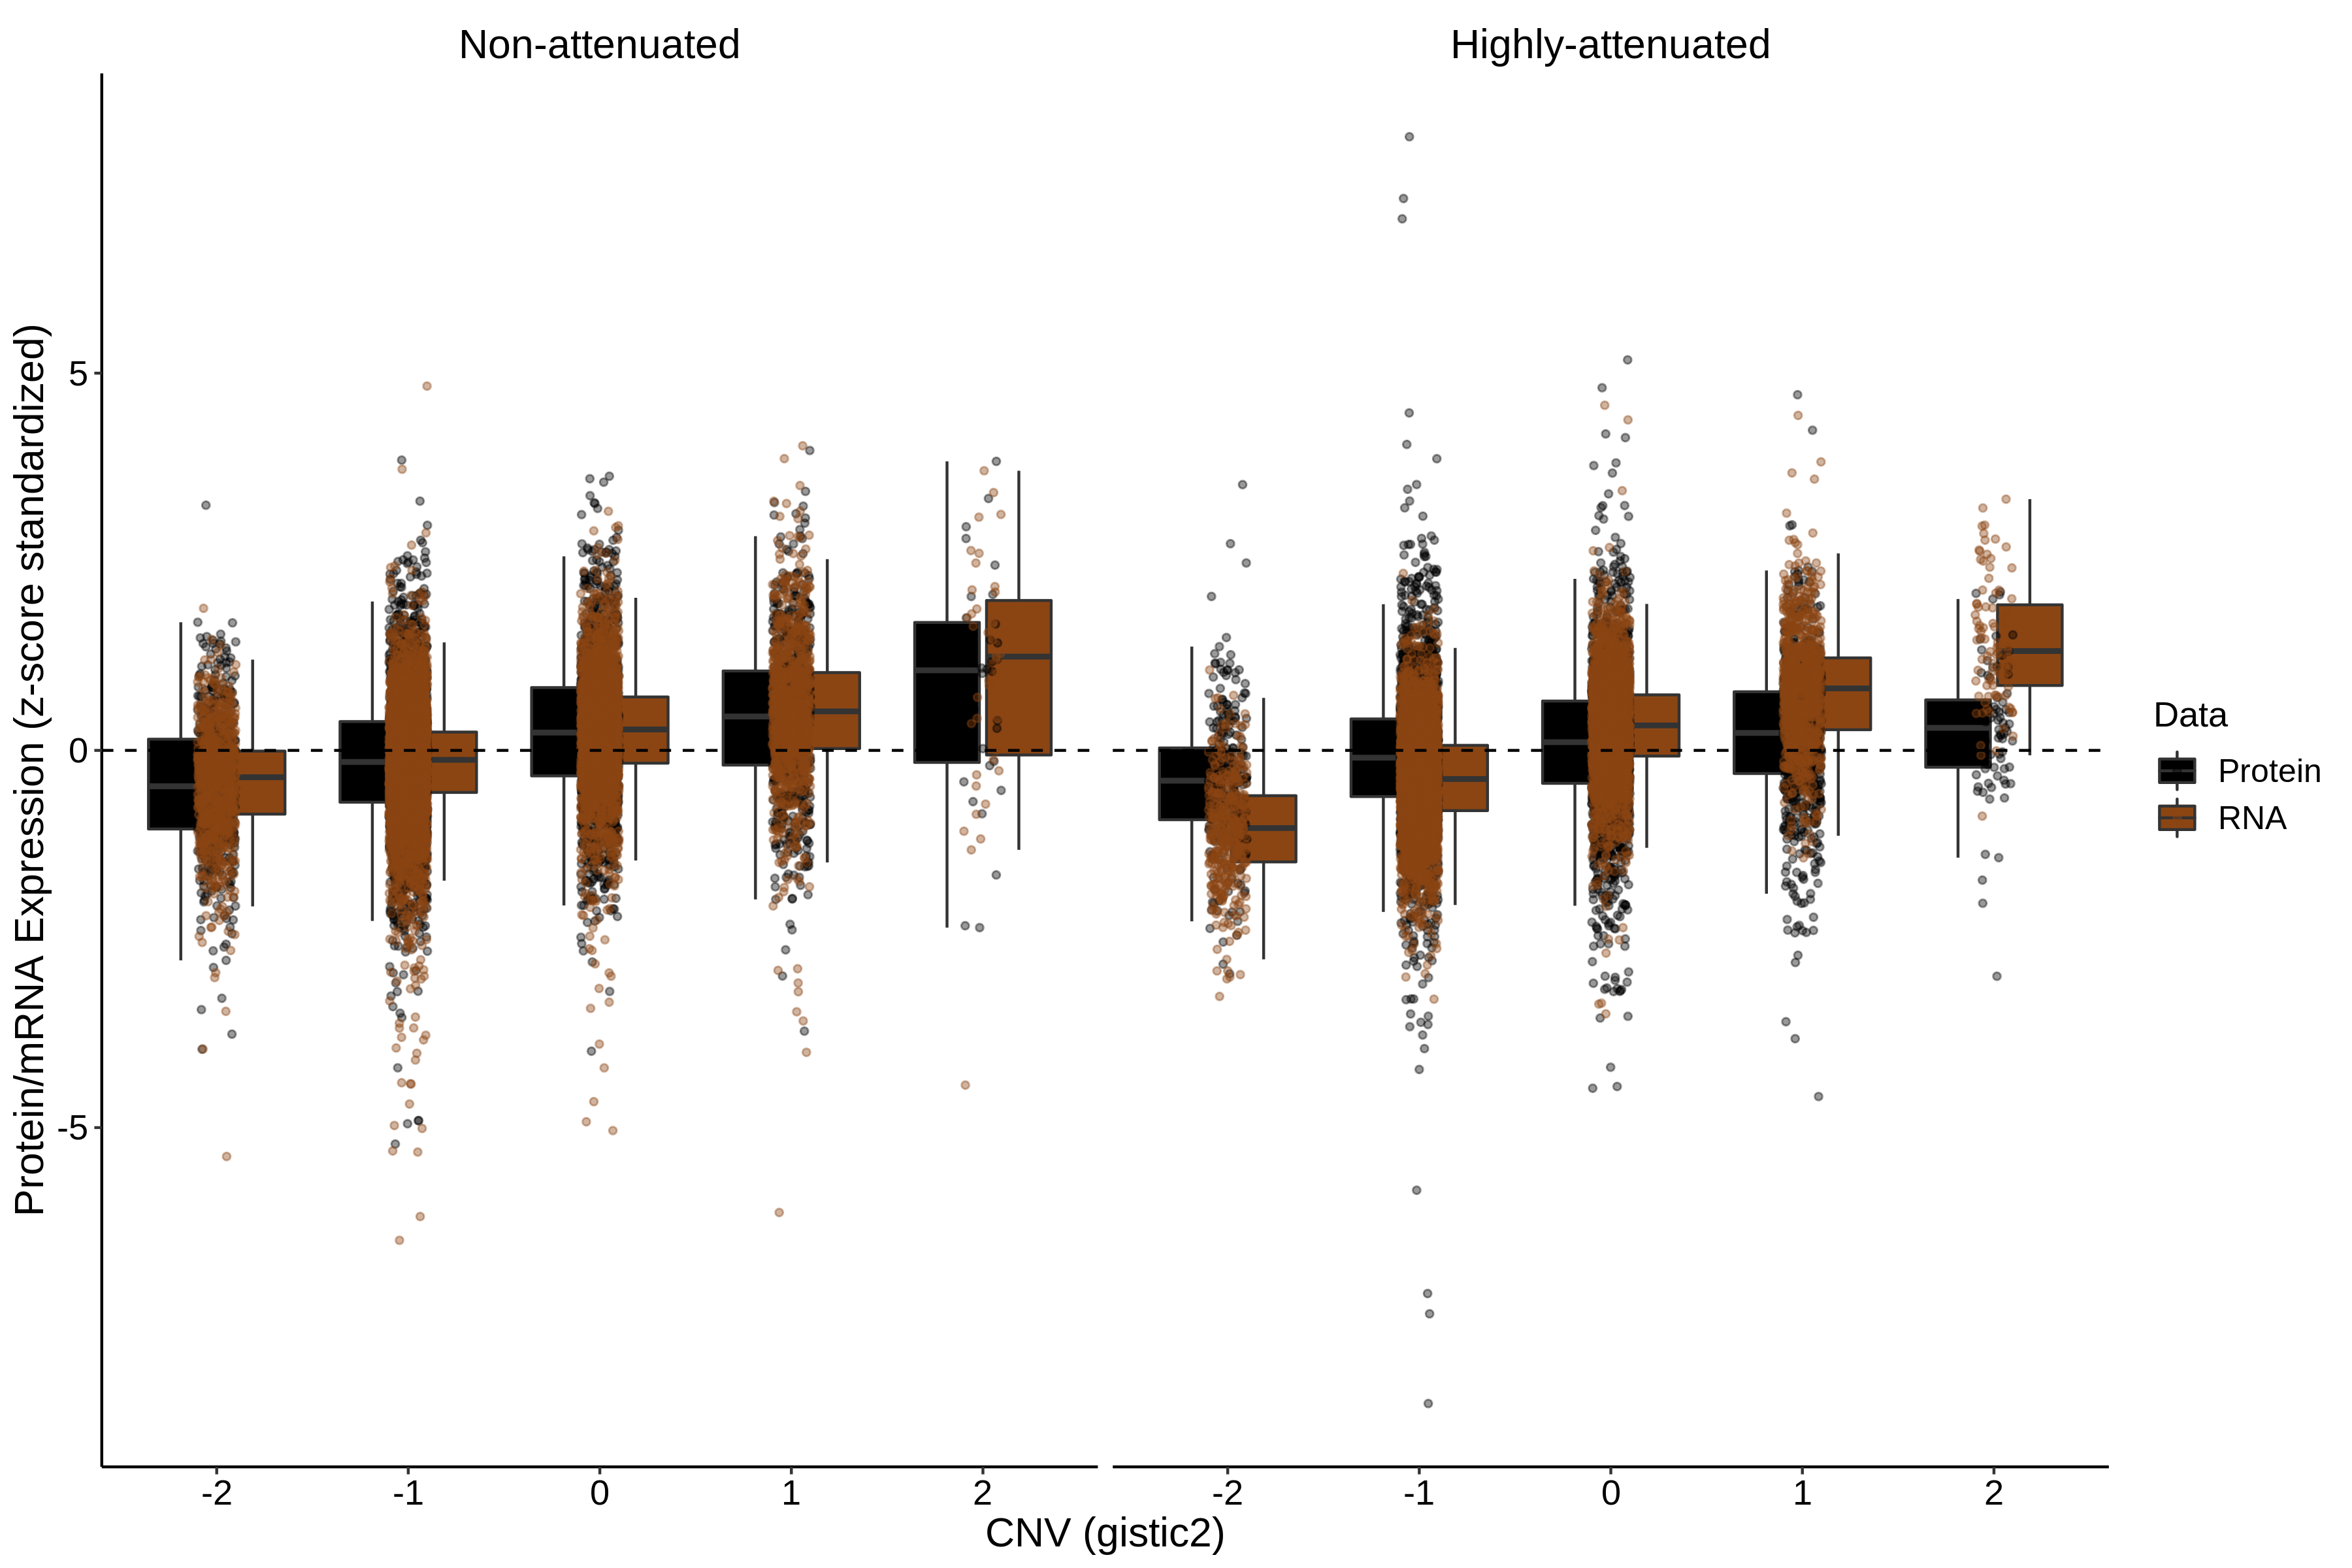 Non-attenuated
Highly-attenuated
Protein/mRNA Expression (z-score standardized)
5
0
-5
-2 -1 0 1 2
-2 -1 0 1 2
CNV (gistic2)
Data
Protein
RNA